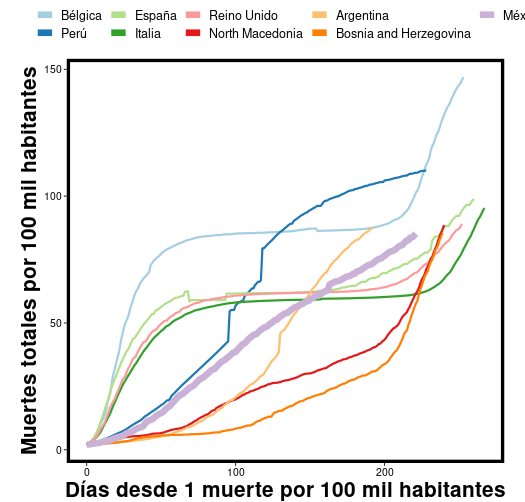 Bélgica España Reino Unido Argentina Méx
Perú Italia North Macedonia Bosnia and Herzegovina
Muertes totales por 100 mil habitantes
150
100
50
0
0 100 200
Días desde 1 muerte por 100 mil habitantes